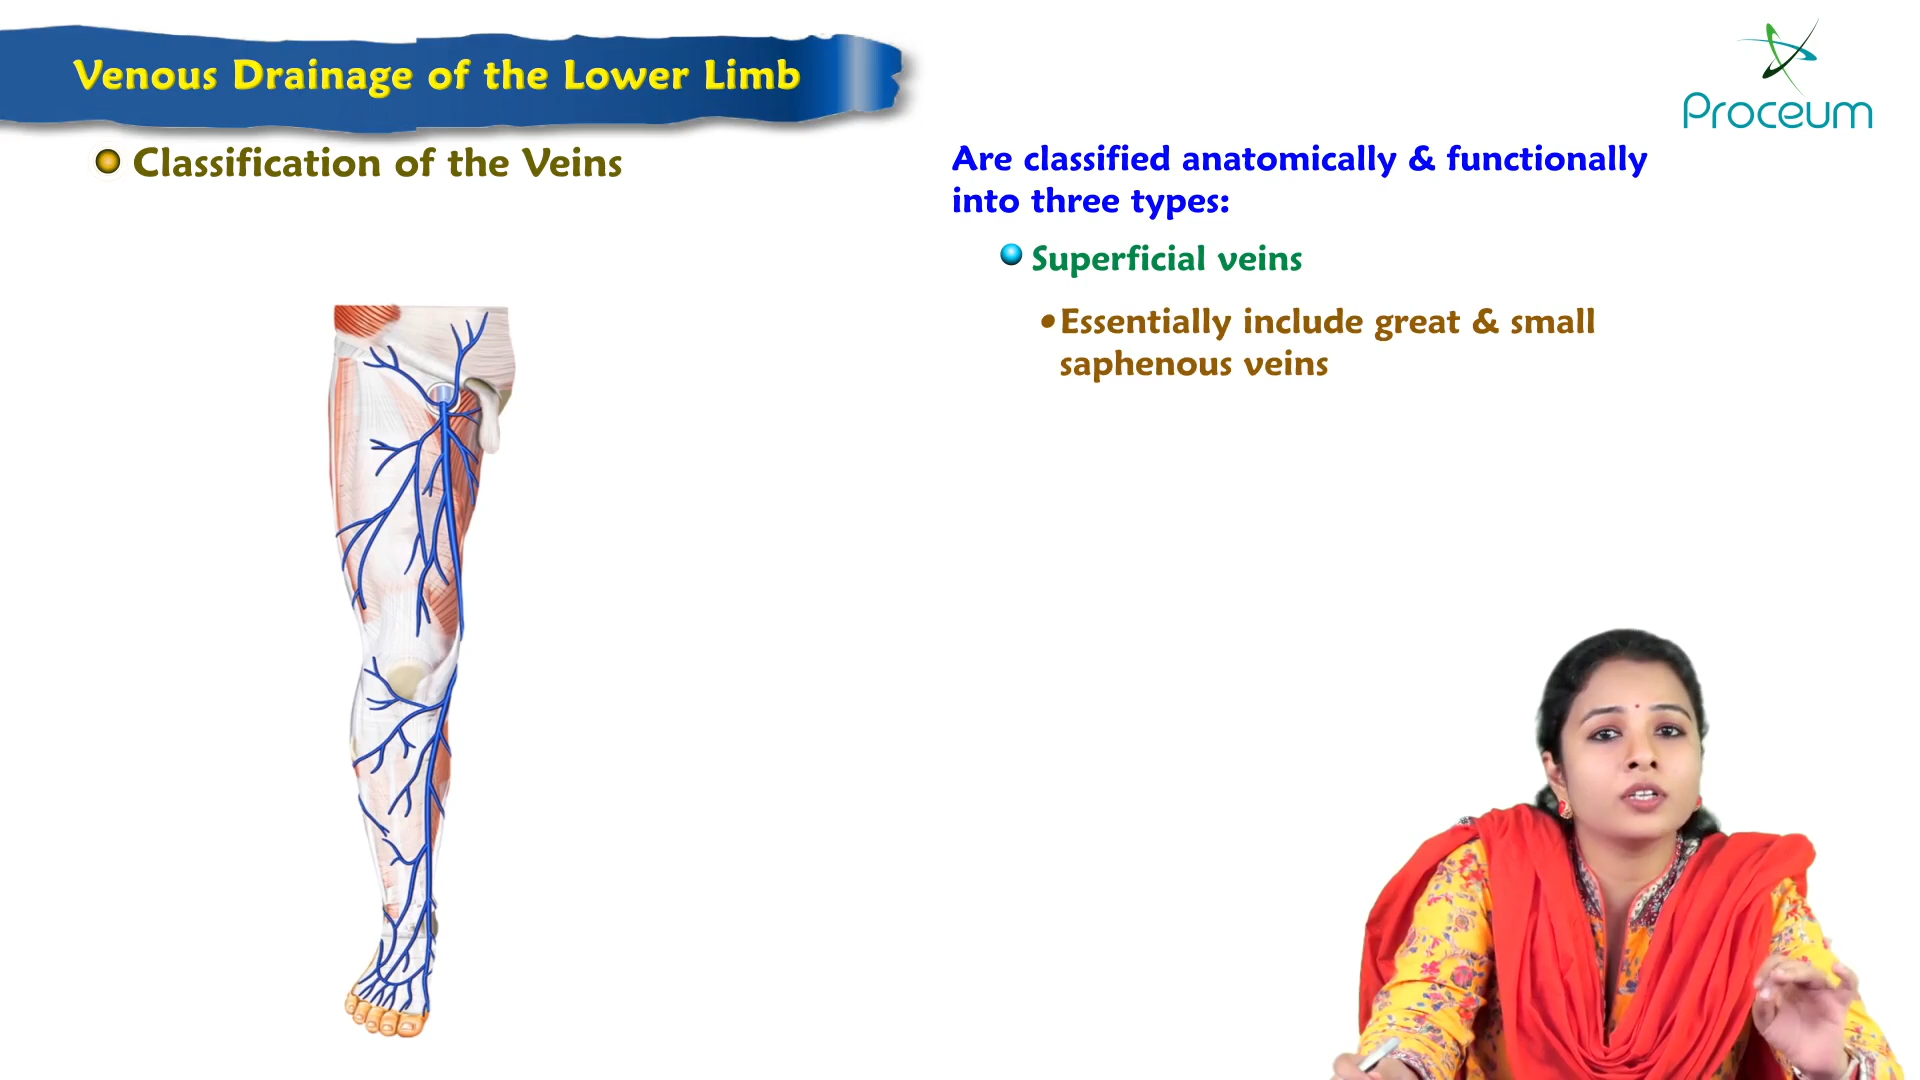 Venous Drainage of the Lower Limb
Proceum
Classification of the Veins
Are classified anatomically & functionally
into three types:
Superficial veins
•Essentially include great & small
saphenous veins